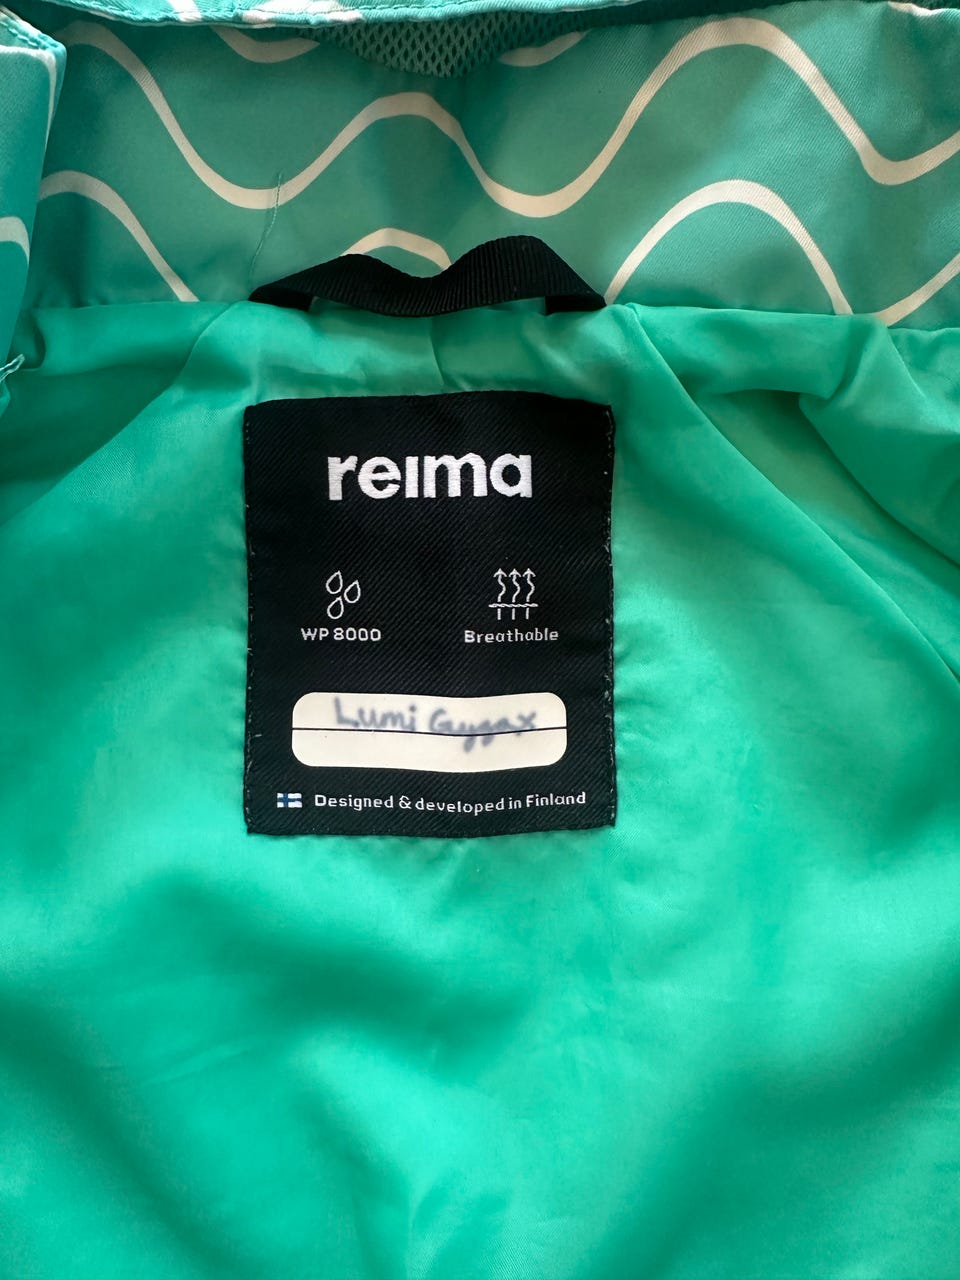 reima
WP 8000 Breathable
Lumi Gygax
Designed & developed in Finland